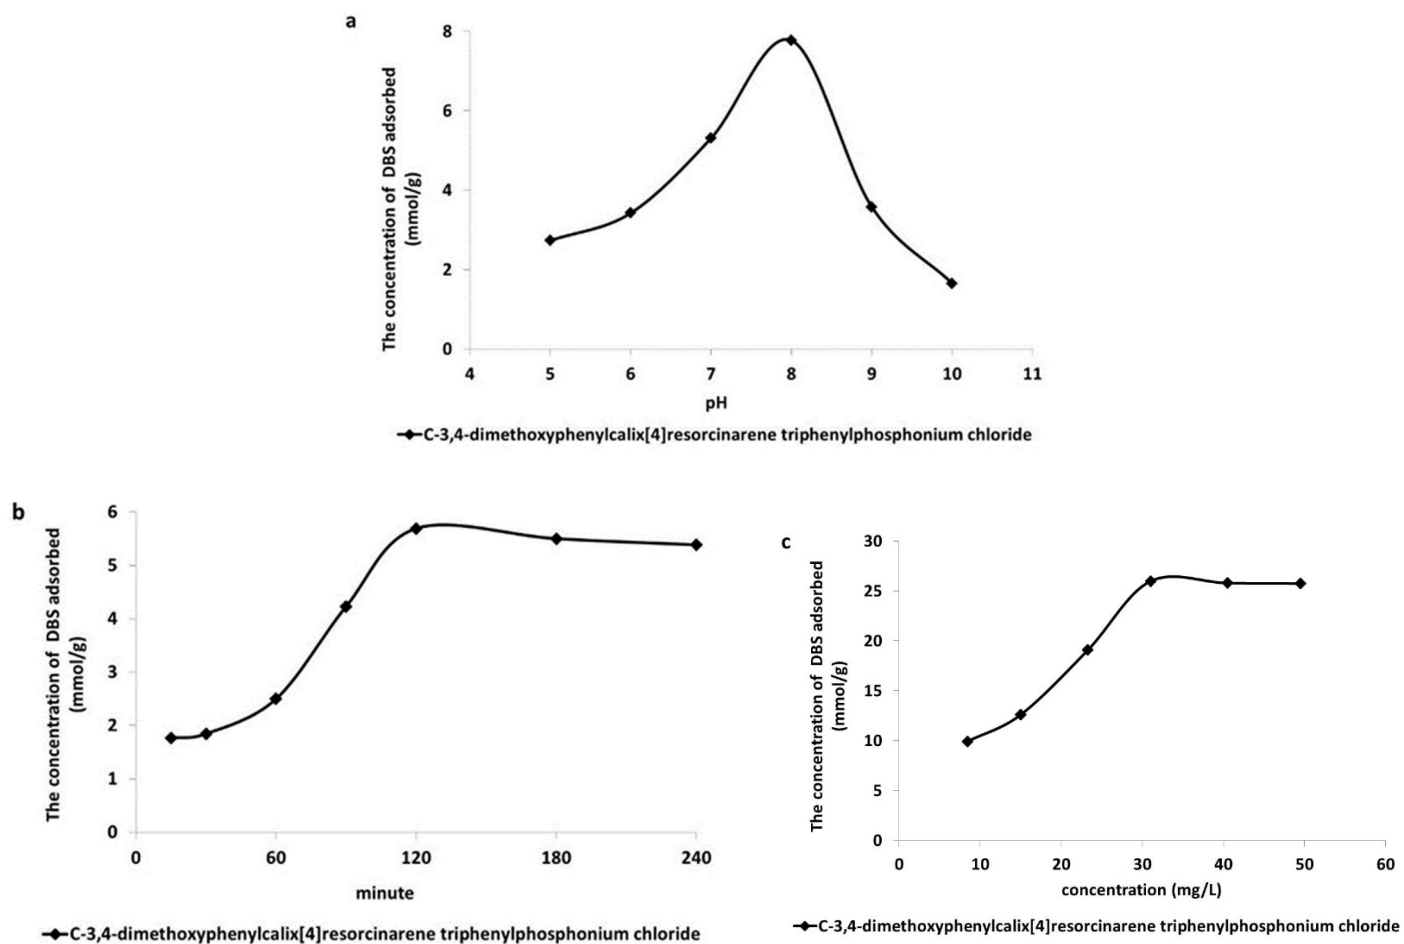 a
The concentration of DBS adsorbed
(mmol/g)
8
6
4
2
0
4 5 6 7 8 9 10 11
pH
C-3,4-dimethoxyphenylcalix[4]resorcinarene triphenylphosphonium chloride
b
The concentration of DBS adsorbed
(mmol/g)
6
5
4
3
2
1
0
0 60 120 180 240
minute
C-3,4-dimethoxyphenylcalix[4]resorcinarene triphenylphosphonium chloride
c
The concentration of DBS adsorbed
(mmol/g)
30
25
20
15
10
5
0
0 10 20 30 40 50 60
concentration (mg/L)
C-3,4-dimethoxyphenylcalix[4]resorcinarene triphenylphosphonium chloride